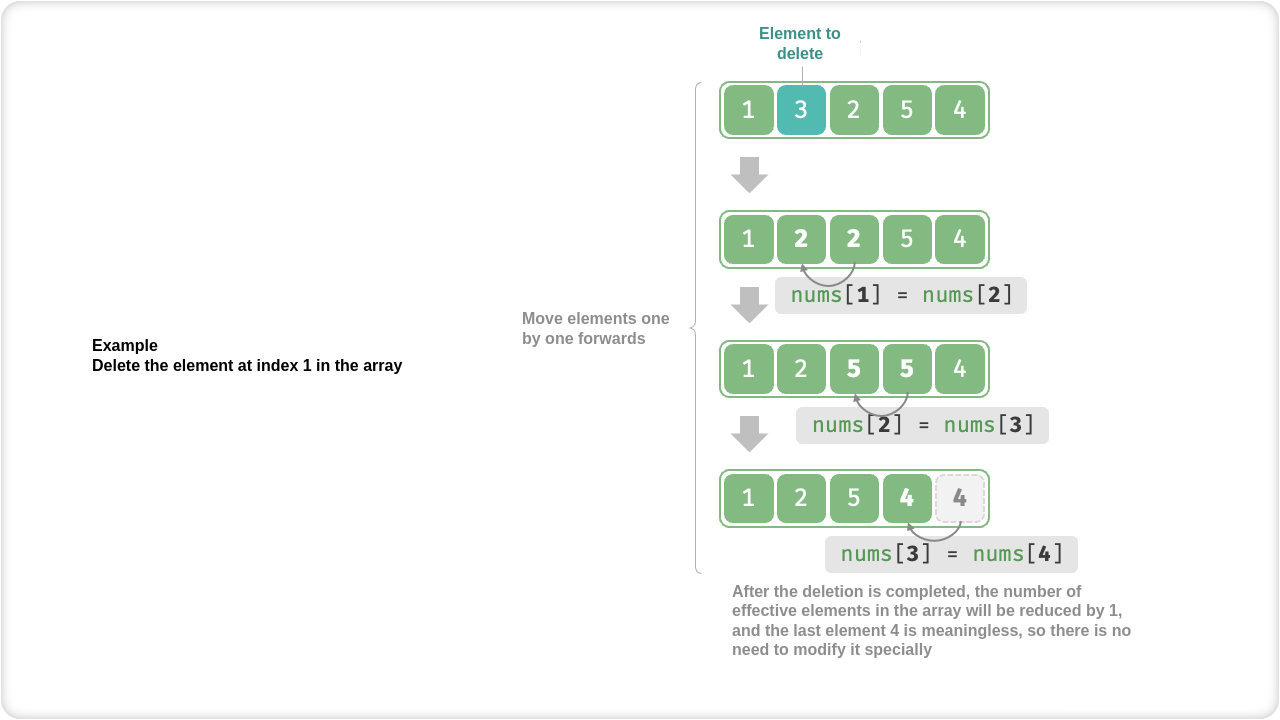 Element to
delete
1 3 2 5 4
1 2 2 5 4
nums[1] = nums[2]
Move elements one
by one forwards
Example
Delete the element at index 1 in the array
1 2 5 5 4
nums[2] = nums[3]
1 2 5 4 4
nums[3] = nums[4]
After the deletion is completed, the number of
effective elements in the array will be reduced by 1,
and the last element 4 is meaningless, so there is no
need to modify it specially